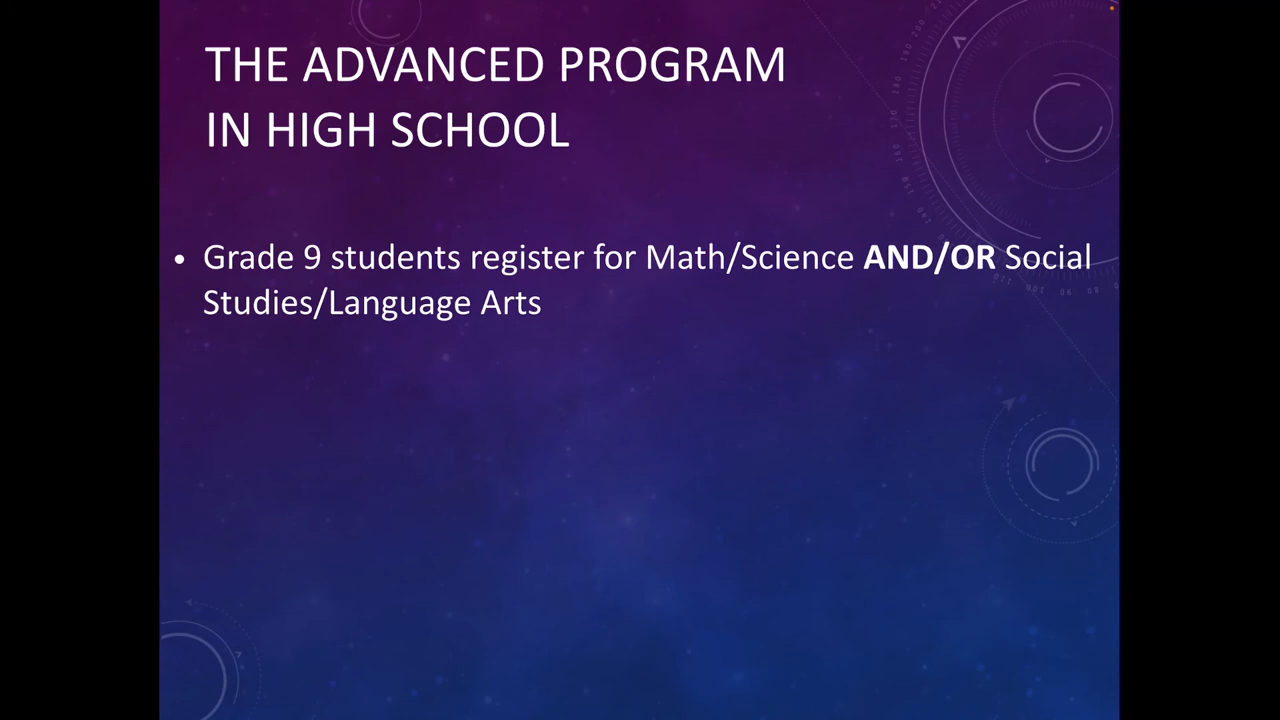 THE ADVANCED PROGRAM
IN HIGH SCHOOL
• Grade 9 students register for Math/Science AND/OR Social
Studies/Language Arts